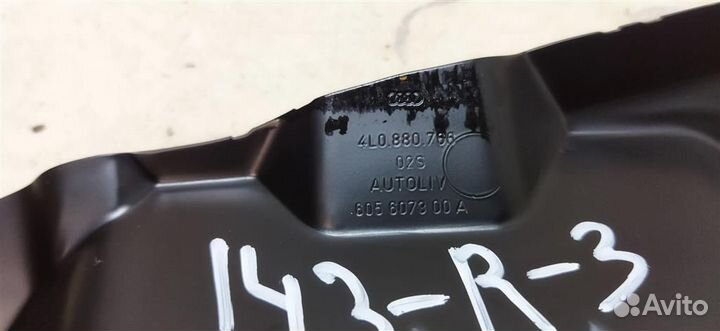 4L0.880.766
02S
AUTOLIV
605 6073 00 A
143-R-3
Avito